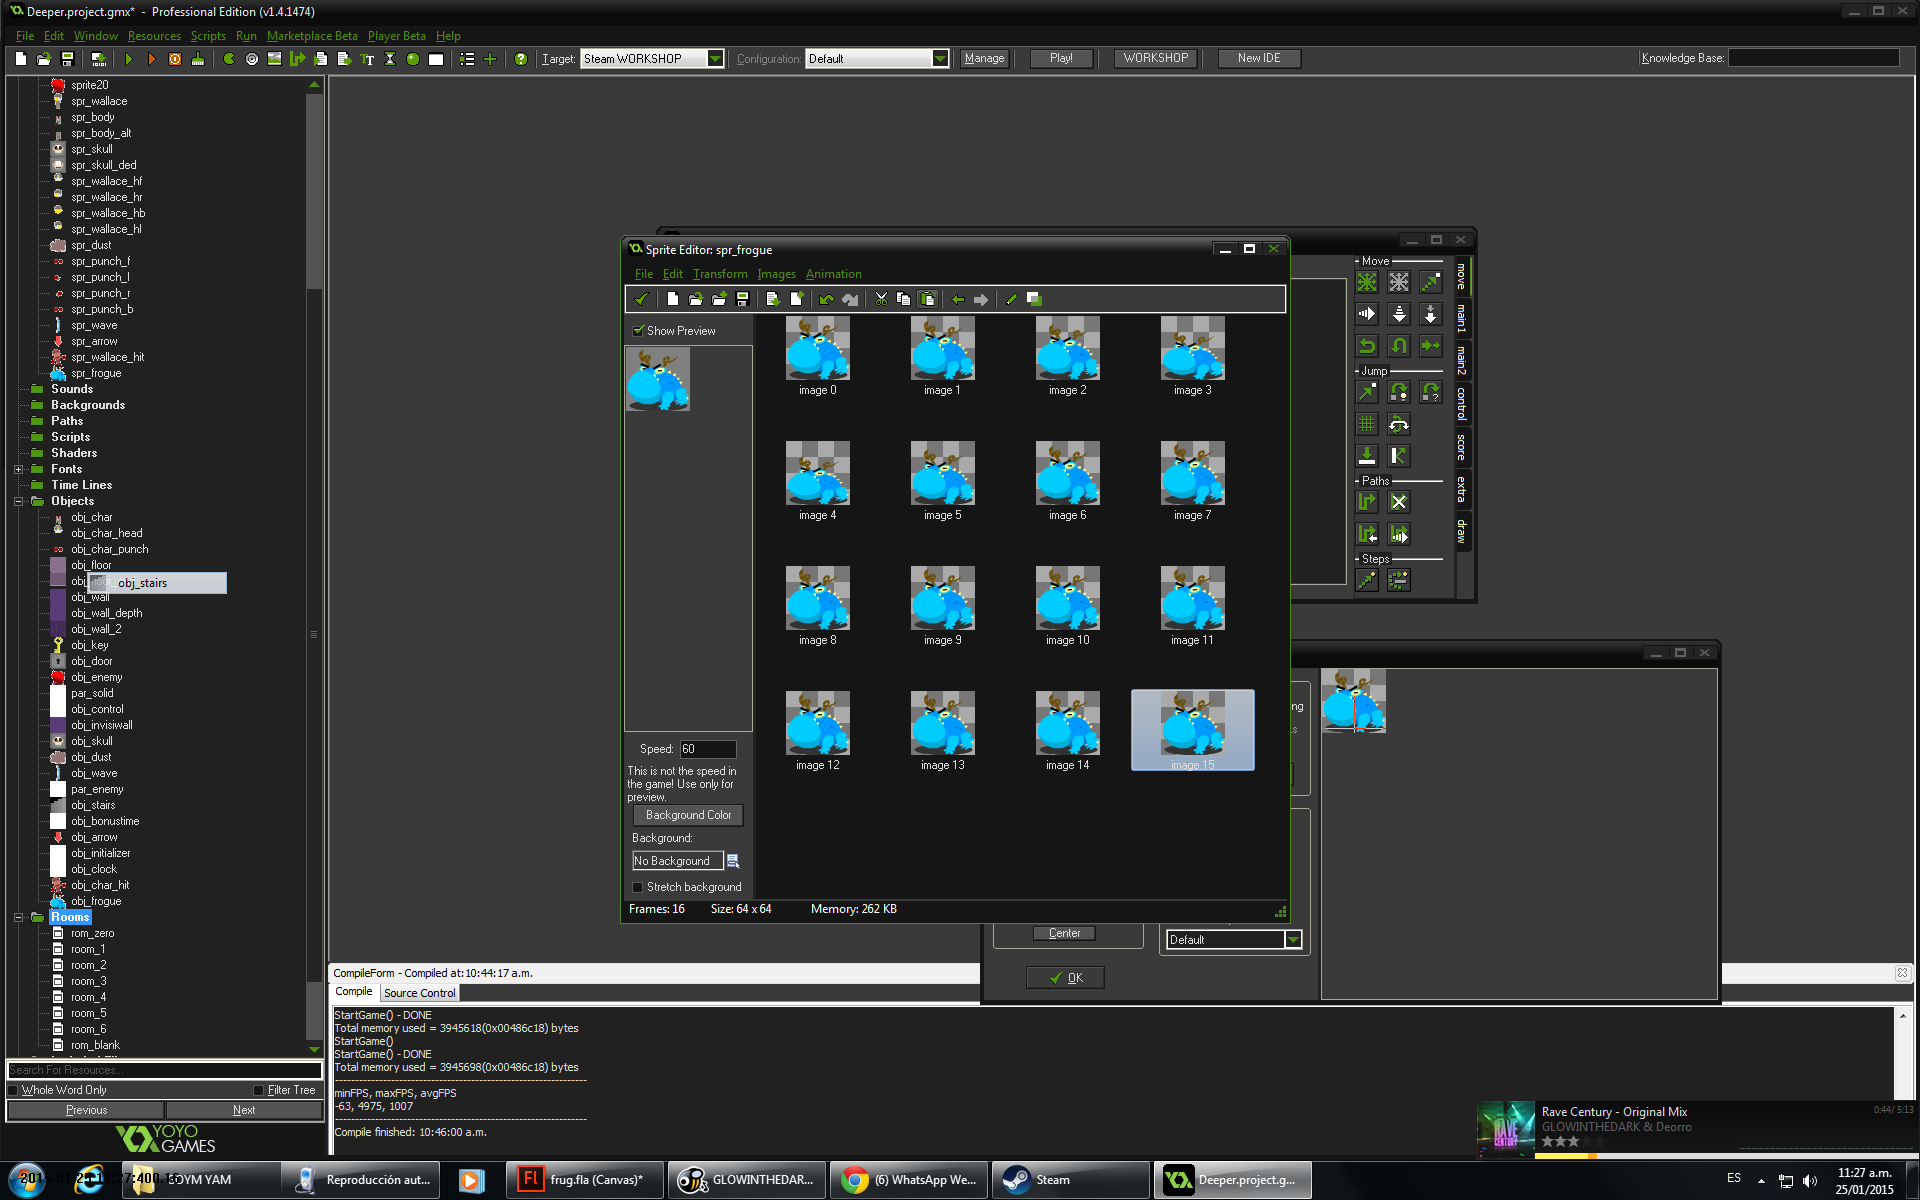 Deeper.project.gmx*  -  Professional Edition (v1.4.1474)
File Edit Window Resources Scripts Run Marketplace Beta Player Beta Help
Target: Steam WORKSHOP Configuration: Default Manage Play! WORKSHOP New IDE Knowledge Base:
sprite20
spr_wallace
spr_body
spr_body_alt
spr_skull
spr_skull_ded
spr_wallace_hf
spr_wallace_hr
spr_wallace_hb
spr_wallace_hl
spr_dust
spr_punch_f
spr_punch_l
spr_punch_r
spr_punch_b
spr_wave
spr_arrow
spr_wallace_hit
spr_frogue
Sounds
Backgrounds
Paths
Scripts
Shaders
Fonts
Time Lines
Objects
obj_char
obj_char_head
obj_char_punch
obj_floor
obj_stairs
obj_wall
obj_wall_depth
obj_wall_2
obj_key
obj_door
obj_enemy
par_solid
obj_control
obj_invisiwall
obj_skull
obj_dust
obj_wave
par_enemy
obj_stairs
obj_bonustime
obj_arrow
obj_initializer
obj_clock
obj_char_hit
obj_frogue
Rooms
rom_zero
room_1
room_2
room_3
room_4
room_5
room_6
rom_blank
Search For Resources...
Whole Word Only Filter Tree
Previous Next
YOYO GAMES
Sprite Editor: spr_frogue
File Edit Transform Images Animation
Show Preview
image 0 image 1 image 2 image 3
image 4 image 5 image 6 image 7
image 8 image 9 image 10 image 11
image 12 image 13 image 14 image 15
Speed: 60
This is not the speed in
the game! Use only for
preview.
Background Color
Background:
No Background
Stretch background
Frames: 16 Size: 64 x 64 Memory: 262 KB
Move
Jump
Paths
Steps
move
main1
main2
control
score
extra
draw
ng
s
Center
Default
OK
CompileForm - Compiled at:10:44:17 a.m.
Compile Source Control
StartGame() - DONE
Total memory used = 3945618(0x00486c18) bytes
StartGame()
StartGame() - DONE
Total memory used = 3945698(0x00486c18) bytes
minFPS, maxFPS, avgFPS
-63, 4975, 1007
Compile finished: 10:46:00 a.m.
RAVE CENTURY
Rave Century - Original Mix 0:44/ 5:13
GLOWINTHEDARK & Deorro
YOYM YAM Reproducción aut... frug.fla (Canvas)* GLOWINTHEDAR... (6) WhatsApp We... Steam Deeper.project.g... ES 11:27 a.m.
25/01/2015